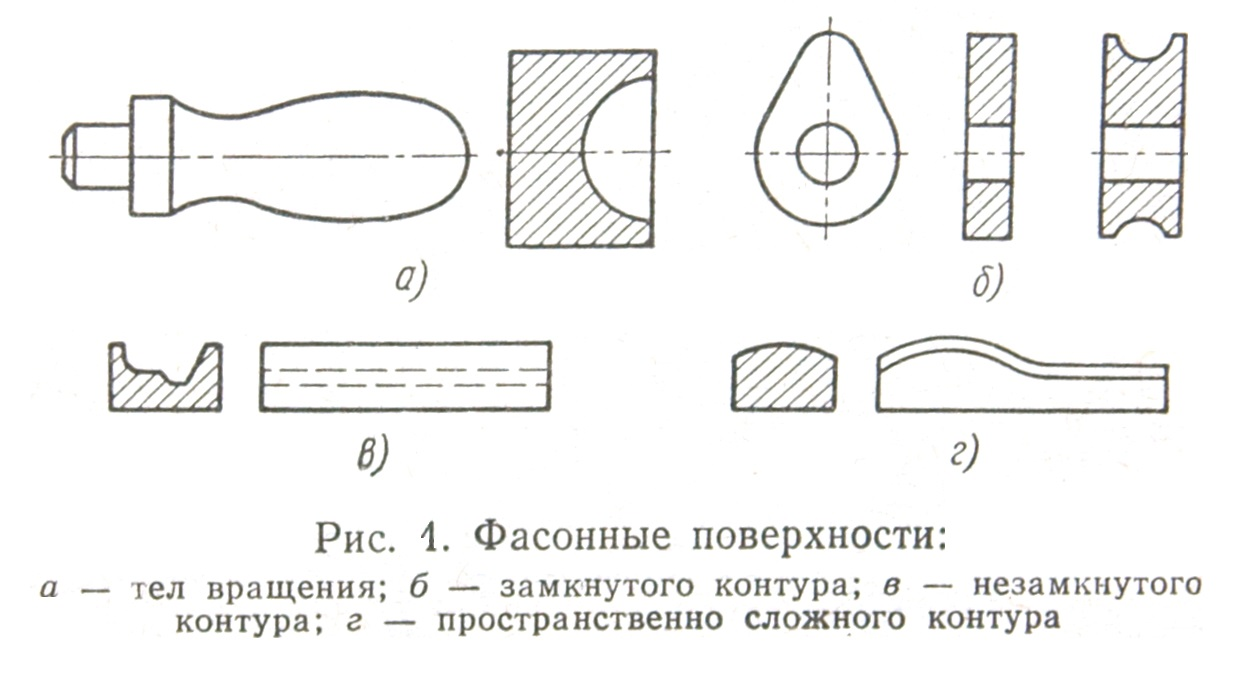 а)
б)
в)
г)
Рис. 1. Фасонные поверхности:
а — тел вращения; б — замкнутого контура; в — незамкнутого
контура; г — пространственно сложного контура